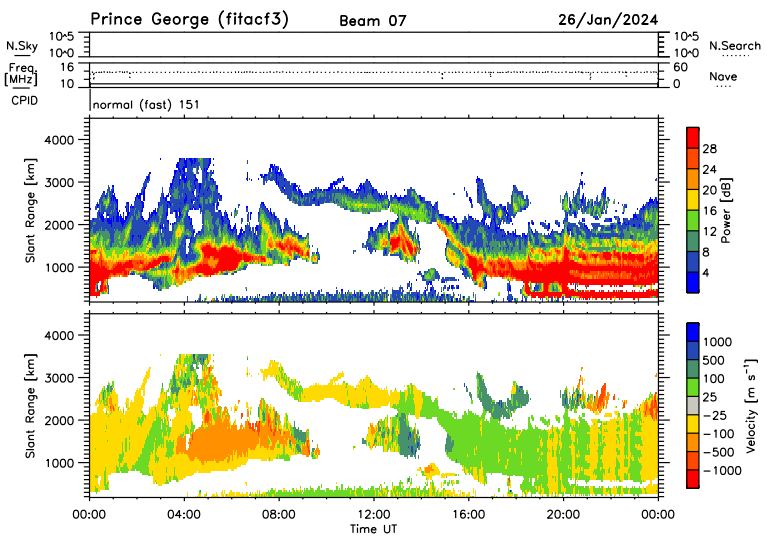 Prince George (fitacf3) Beam 07 26/Jan/2024
N.Sky 10^5 10^5 N.Search
10^0 10^0
Freq. 16 60
[MHz] 10 0 Nave
CPID normal (fast) 151
Slant Range [km] 4000 3000 2000 1000
Power [dB] 28 24 20 16 12 8 4
Slant Range [km] 4000 3000 2000 1000
Velocity [m s⁻¹] 1000 500 100 25 −25 −100 −500 −1000
00:00 04:00 08:00 12:00 16:00 20:00 00:00
Time UT